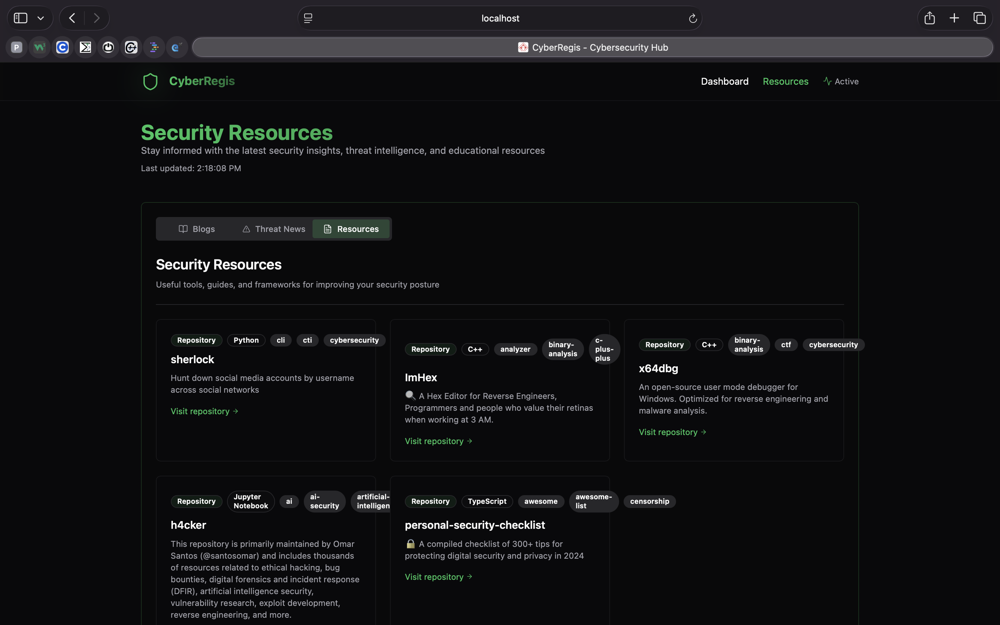 localhost
P
CyberRegis - Cybersecurity Hub
CyberRegis
Dashboard
Resources
Active
Security Resources
Stay informed with the latest security insights, threat intelligence, and educational resources
Last updated: 2:18:08 PM
Blogs
Threat News
Resources
Security Resources
Useful tools, guides, and frameworks for improving your security posture
Repository
Python
cli
cti
cybersecurity
sherlock
Hunt down social media accounts by username
across social networks
Visit repository →
Repository
C++
analyzer
binary-
analysis
c-
plus-
plus
ImHex
🔍 A Hex Editor for Reverse Engineers,
Programmers and people who value their retinas
when working at 3 AM.
Visit repository →
Repository
C++
binary-
analysis
ctf
cybersecurity
x64dbg
An open-source user mode debugger for
Windows. Optimized for reverse engineering and
malware analysis.
Visit repository →
Repository
Jupyter
Notebook
ai
ai-
security
artificial-
intelligen
h4cker
This repository is primarily maintained by Omar
Santos (@santosomar) and includes thousands
of resources related to ethical hacking, bug
bounties, digital forensics and incident response
(DFIR), artificial intelligence security,
vulnerability research, exploit development,
reverse engineering, and more.
Repository
TypeScript
awesome
awesome-
list
censorship
personal-security-checklist
🔒 A compiled checklist of 300+ tips for
protecting digital security and privacy in 2024
Visit repository →